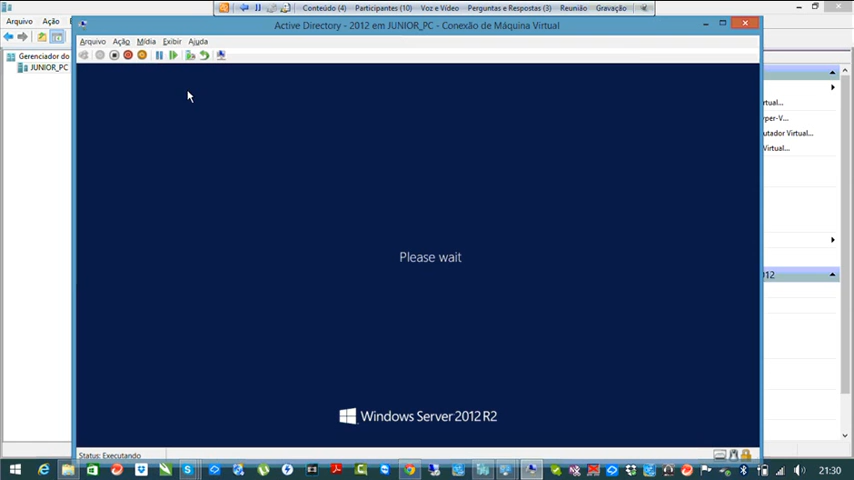 Conteúdo (4) Participantes (10) Voz e Vídeo Perguntas e Respostas (3) Reunião Gravação
Active Directory - 2012 em JUNIOR_PC - Conexão de Máquina Virtual
Arquivo Ação
Arquivo Ação Mídia Exibir Ajuda
Gerenciador do
JUNIOR_PC
rtual...
yper-V...
utador Virtual...
Virtual...
Please wait
012
Windows Server 2012 R2
Status: Executando
21:30